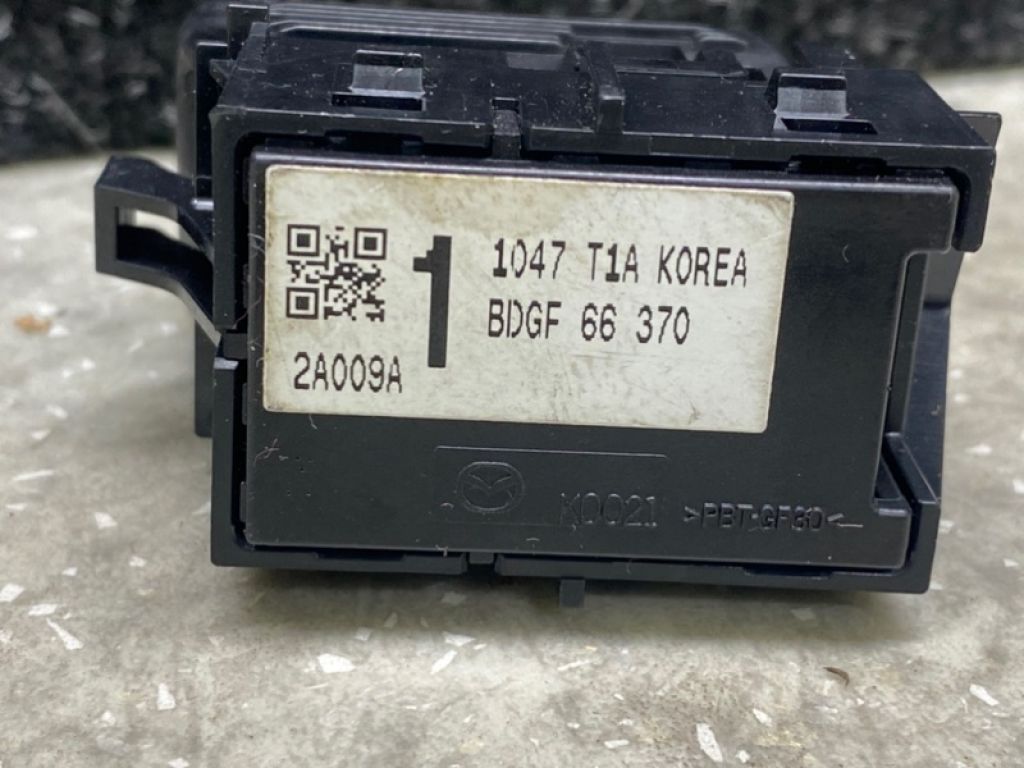 1
1047 T1A KOREA
BDGF 66 370
2A009A
K0021 >PBT-GF30<